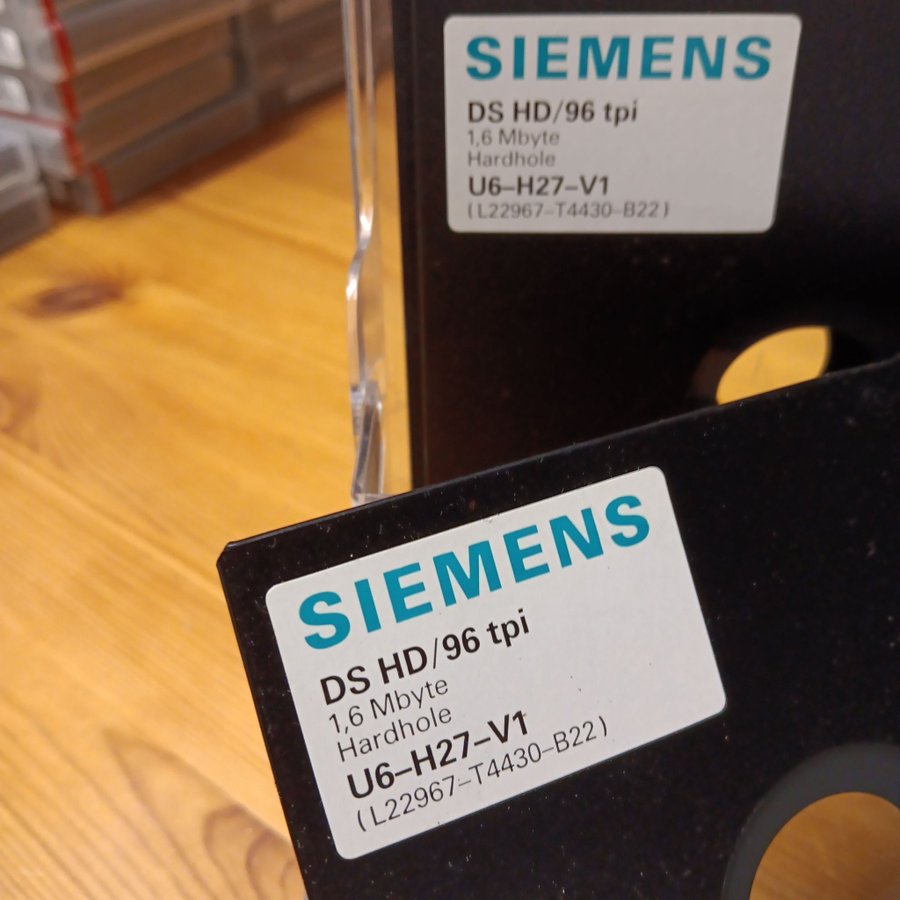 SIEMENS
DS HD/96 tpi
1,6 Mbyte
Hardhole
U6–H27–V1
(L22967–T4430–B22)
SIEMENS
DS HD/96 tpi
1,6 Mbyte
Hardhole
U6–H27–V1
(L22967–T4430–B22)